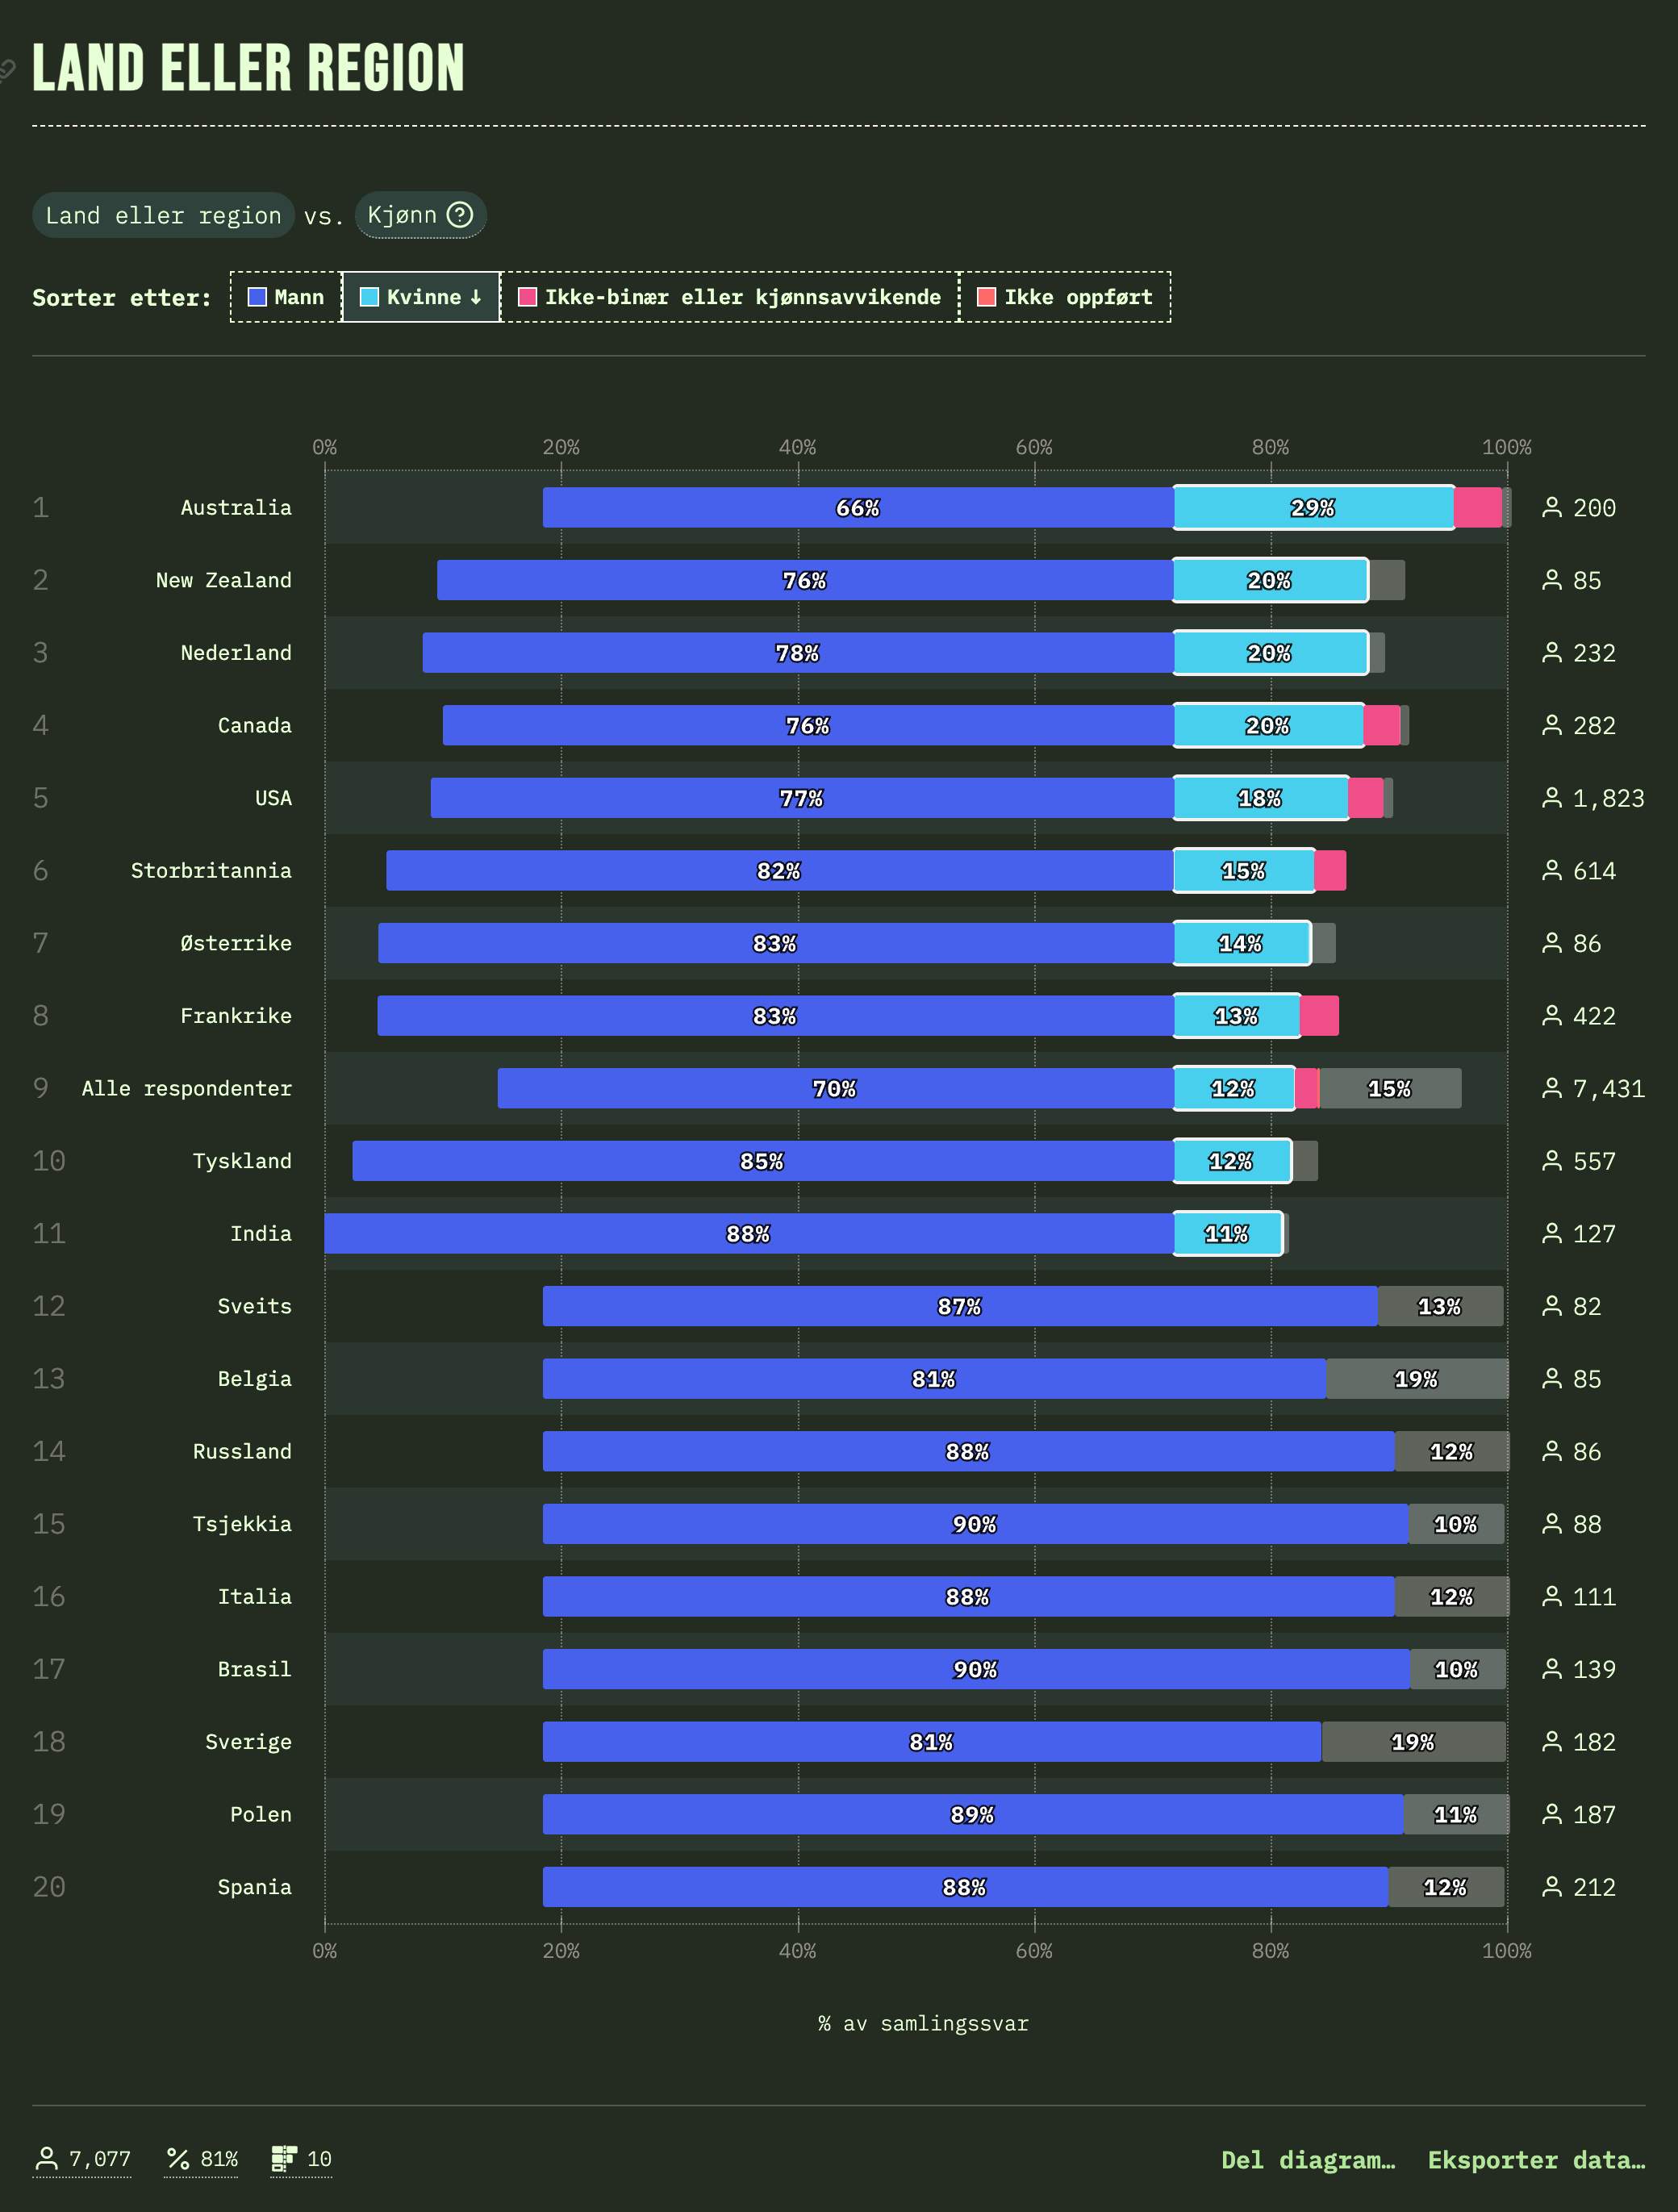 LAND ELLER REGION
Land eller region vs. Kjønn
Sorter etter: Mann Kvinne ↓ Ikke-binær eller kjønnsavvikende Ikke oppført
0% 20% 40% 60% 80% 100%
1 Australia 66% 29% 200
2 New Zealand 76% 20% 85
3 Nederland 78% 20% 232
4 Canada 76% 20% 282
5 USA 77% 18% 1,823
6 Storbritannia 82% 15% 614
7 Østerrike 83% 14% 86
8 Frankrike 83% 13% 422
9 Alle respondenter 70% 12% 15% 7,431
10 Tyskland 85% 12% 557
11 India 88% 11% 127
12 Sveits 87% 13% 82
13 Belgia 81% 19% 85
14 Russland 88% 12% 86
15 Tsjekkia 90% 10% 88
16 Italia 88% 12% 111
17 Brasil 90% 10% 139
18 Sverige 81% 19% 182
19 Polen 89% 11% 187
20 Spania 88% 12% 212
0% 20% 40% 60% 80% 100%
% av samlingssvar
7,077 81% 10 Del diagram… Eksporter data…